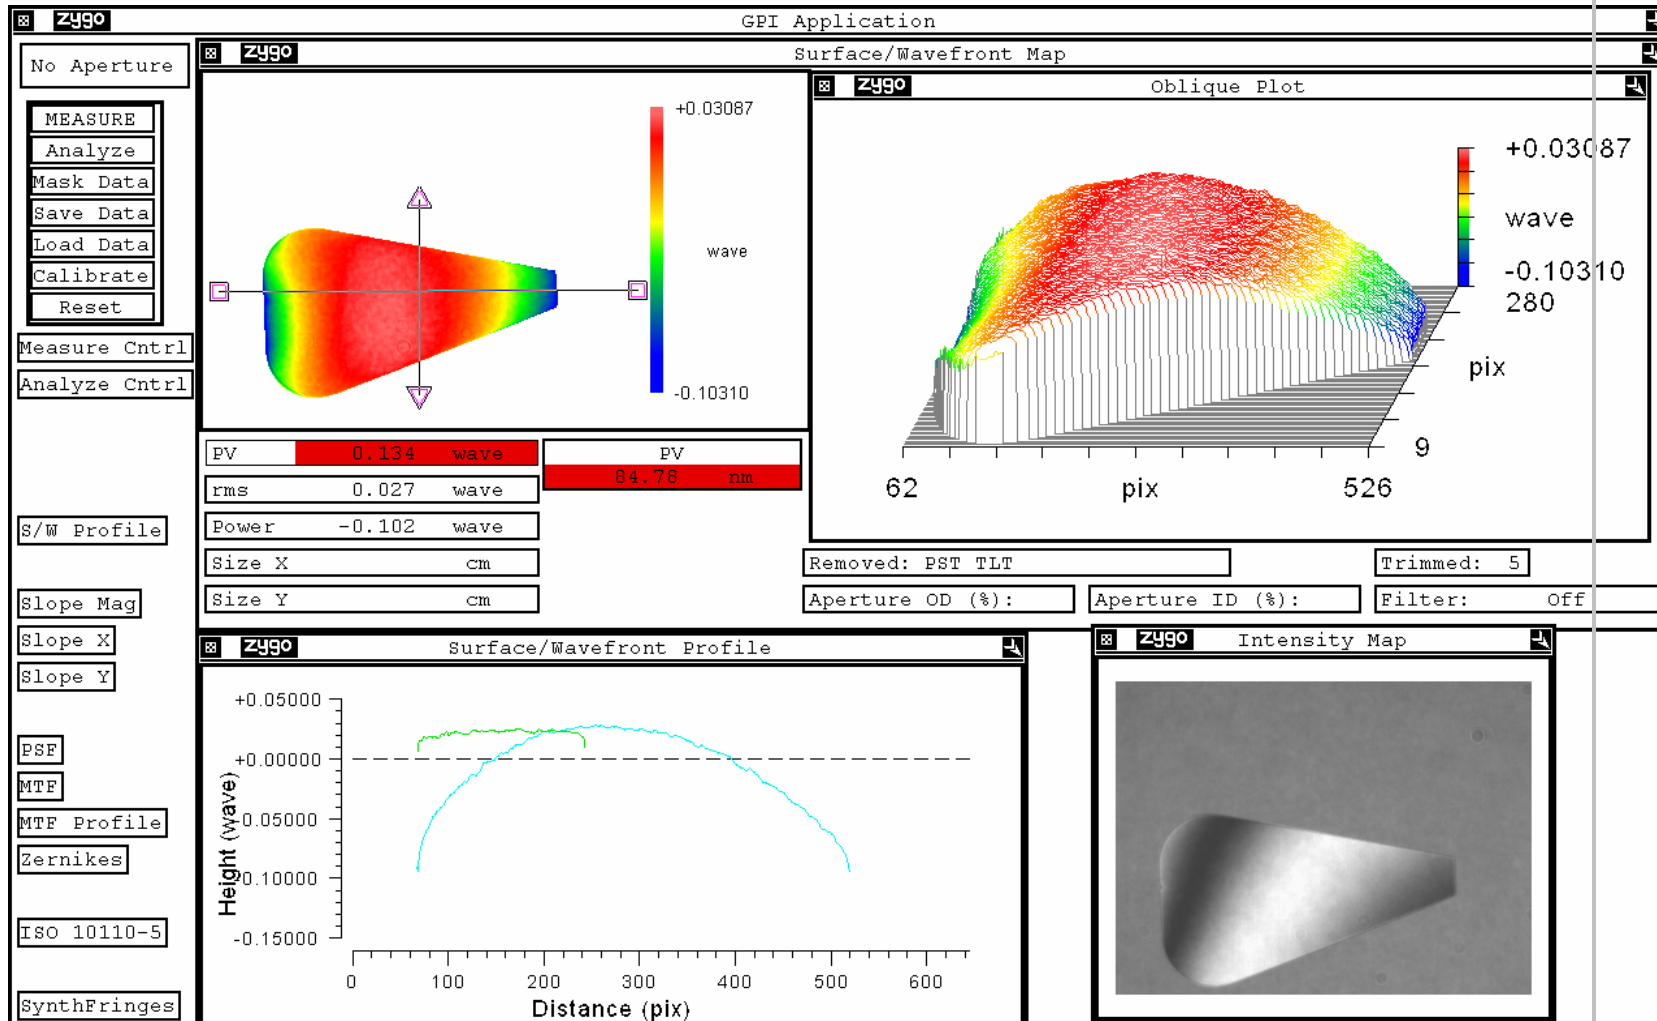 zygo GPI Application
No Aperture
MEASURE
Analyze
Mask Data
Save Data
Load Data
Calibrate
Reset
Measure Cntrl
Analyze Cntrl
S/W Profile
Slope Mag
Slope X
Slope Y
PSF
MTF
MTF Profile
Zernikes
ISO 10110-5
SynthFringes
zygo Surface/Wavefront Map
+0.03087
wave
-0.10310
PV 0.134 wave
rms 0.027 wave
Power -0.102 wave
Size X cm
Size Y cm
PV
84.78 nm
zygo Oblique Plot
+0.03087
wave
-0.10310
280
pix
9
62 pix 526
Removed: PST TLT
Trimmed: 5
Aperture OD (%):
Aperture ID (%):
Filter: Off
zygo Surface/Wavefront Profile
+0.05000
+0.00000
-0.05000
-0.10000
-0.15000
Height (wave)
0 100 200 300 400 500 600
Distance (pix)
zygo Intensity Map